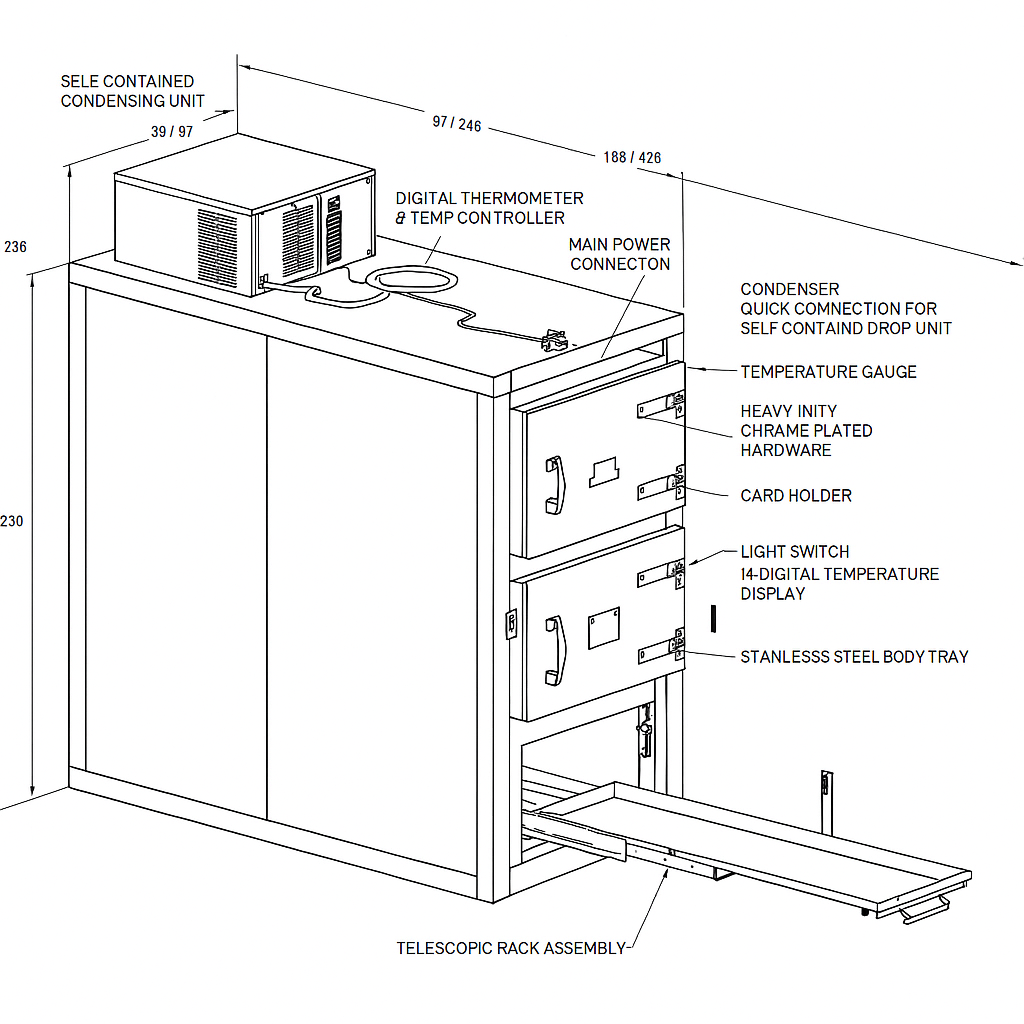 SELE CONTAINED
CONDENSING UNIT
39 / 97
97 / 246
188 / 426
DIGITAL THERMOMETER
& TEMP CONTROLLER
236
MAIN POWER
CONNECTON
CONDENSER
QUICK COMNECTION FOR
SELF CONTAIND DROP UNIT
TEMPERATURE GAUGE
HEAVY INITY
CHRAME PLATED
HARDWARE
CARD HOLDER
230
LIGHT SWITCH
14-DIGITAL TEMPERATURE
DISPLAY
STANLESSS STEEL BODY TRAY
TELESCOPIC RACK ASSEMBLY